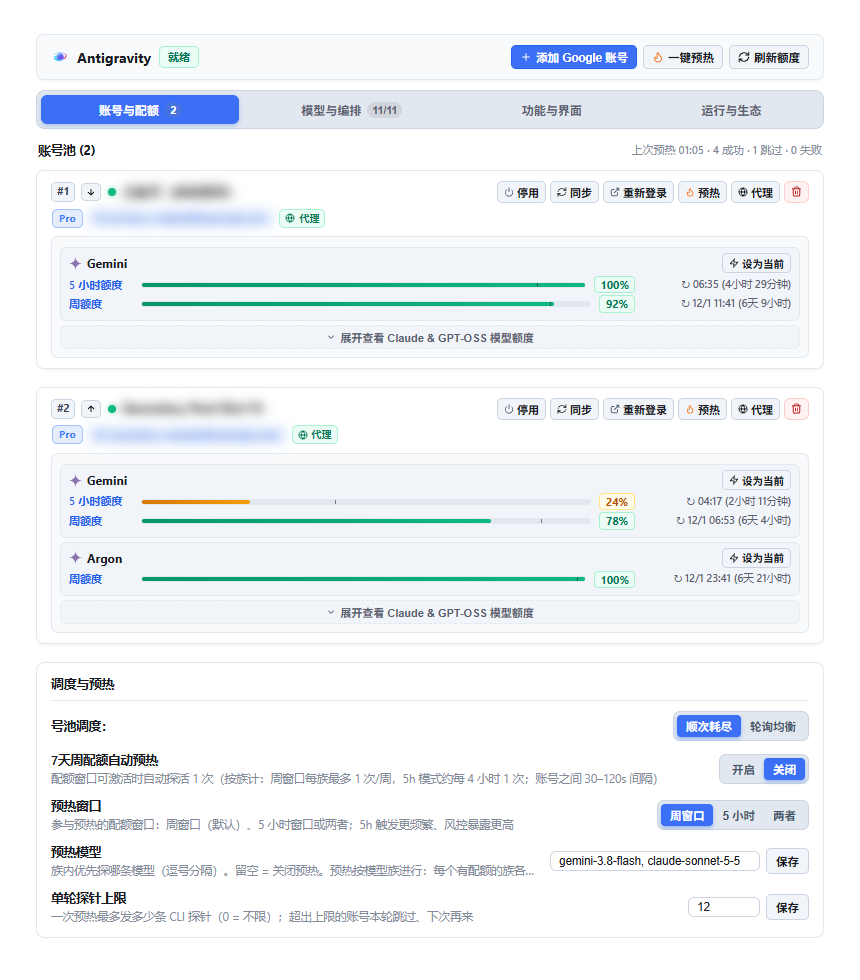 Antigravity 就绪 + 添加 Google 账号 一键预热 刷新额度
账号与配额 2 模型与编排 11/11 功能与界面 运行与生态
账号池 (2) 上次预热 01:05 · 4 成功 · 1 跳过 · 0 失败
#1 ↓ 停用 同步 重新登录 预热 代理
Pro 代理
Gemini 设为当前
5 小时额度 100% ↻ 06:35 (4小时 29分钟)
周额度 92% ↻ 12/1 11:41 (6天 9小时)
展开查看 Claude & GPT-OSS 模型额度
#2 ↑ 停用 同步 重新登录 预热 代理
Pro 代理
Gemini 设为当前
5 小时额度 24% ↻ 04:17 (2小时 11分钟)
周额度 78% ↻ 12/1 06:53 (6天 4小时)
Argon 设为当前
周额度 100% ↻ 12/1 23:41 (6天 21小时)
展开查看 Claude & GPT-OSS 模型额度
调度与预热
号池调度: 顺次耗尽 轮询均衡
7天周配额自动预热
配额窗口可激活时自动探活 1 次（按族计：周窗口每族最多 1 次/周，5h 模式约每 4 小时 1 次；账号之间 30–120s 间隔） 开启 关闭
预热窗口
参与预热的配额窗口：周窗口（默认）、5 小时窗口或两者；5h 触发更频繁、风控暴露更高 周窗口 5 小时 两者
预热模型
族内优先探哪条模型（逗号分隔）。留空 = 关闭预热。预热按模型族进行：每个有配额的族各... gemini-3.8-flash, claude-sonnet-5-5 保存
单轮探针上限
一次预热最多发多少条 CLI 探针（0 = 不限）；超出上限的账号本轮跳过、下次再来 12 保存